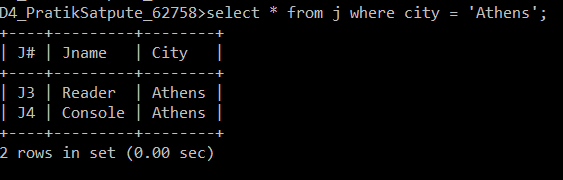 D4_PratikSatpute_62758>select * from j where city = 'Athens';
+----+---------+--------+
| J# | Jname   | City   |
+----+---------+--------+
| J3 | Reader  | Athens |
| J4 | Console | Athens |
+----+---------+--------+
2 rows in set (0.00 sec)